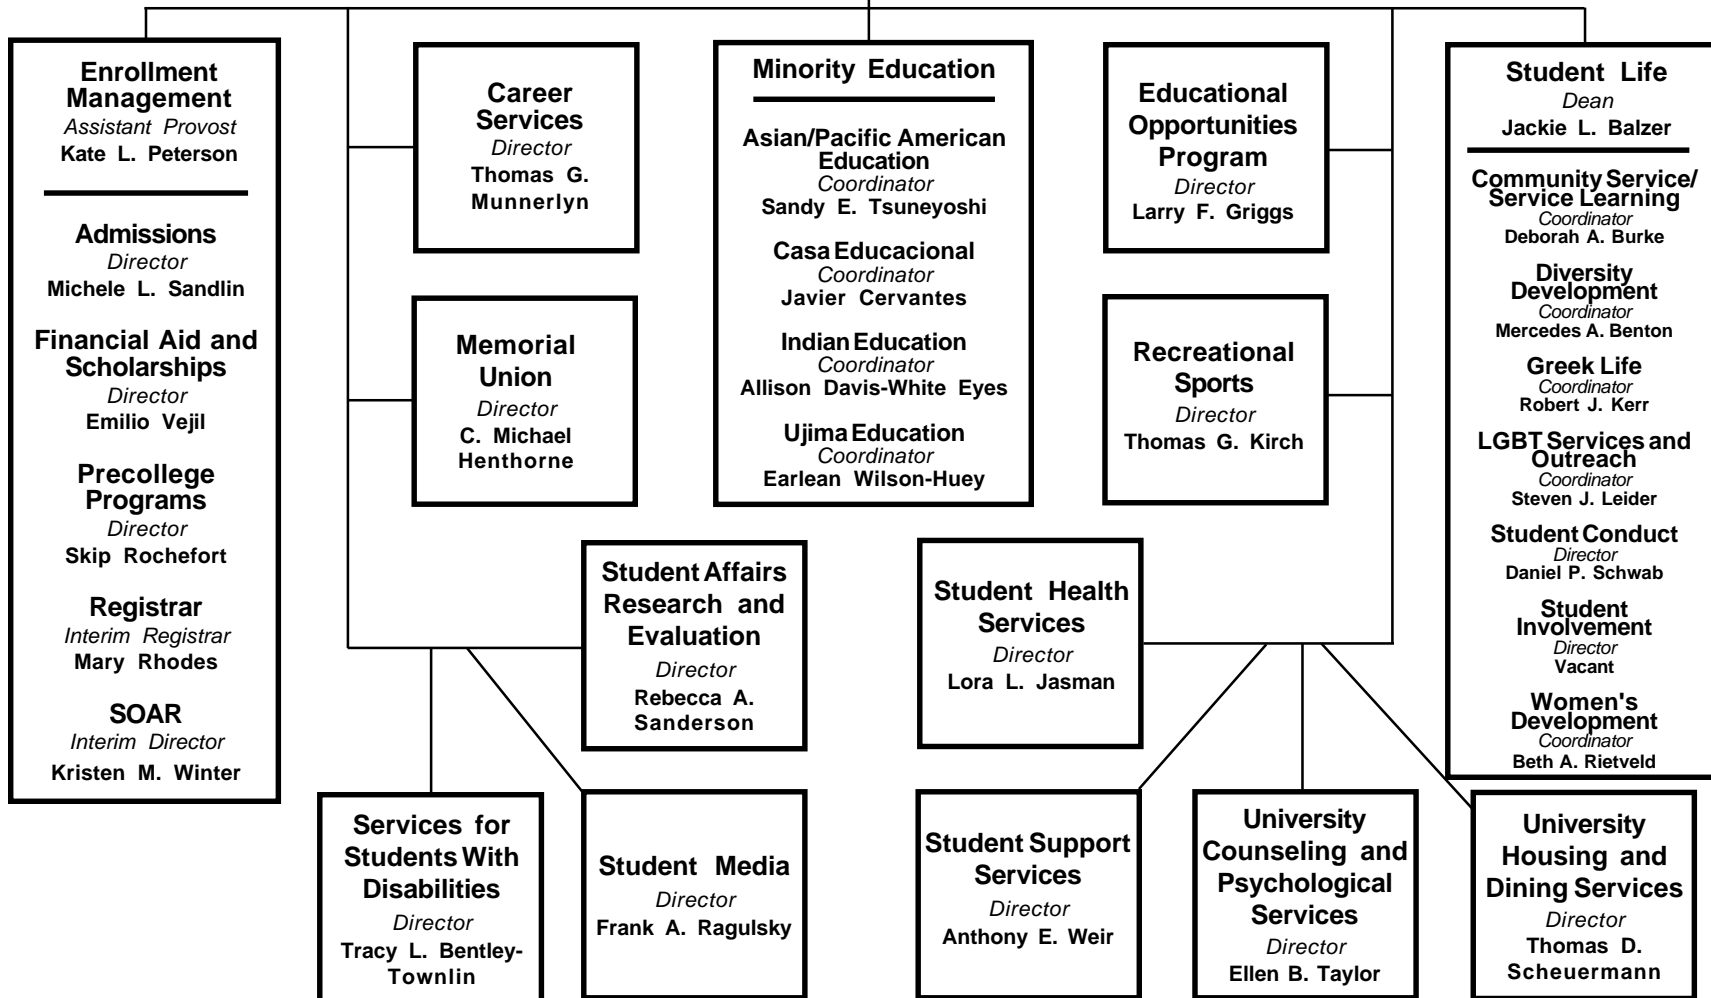 Enrollment
Management
Assistant Provost
Kate L. Peterson
Admissions
Director
Michele L. Sandlin
Financial Aid and
Scholarships
Director
Emilio Vejil
Precollege
Programs
Director
Skip Rochefort
Registrar
Interim Registrar
Mary Rhodes
SOAR
Interim Director
Kristen M. Winter
Career
Services
Director
Thomas G.
Munnerlyn
Memorial
Union
Director
C. Michael
Henthorne
Minority Education
Asian/Pacific American
Education
Coordinator
Sandy E. Tsuneyoshi
Casa Educacional
Coordinator
Javier Cervantes
Indian Education
Coordinator
Allison Davis-White Eyes
Ujima Education
Coordinator
Earlean Wilson-Huey
Educational
Opportunities
Program
Director
Larry F. Griggs
Recreational
Sports
Director
Thomas G. Kirch
Student Life
Dean
Jackie L. Balzer
Community Service/
Service Learning
Coordinator
Deborah A. Burke
Diversity
Development
Coordinator
Mercedes A. Benton
Greek Life
Coordinator
Robert J. Kerr
LGBT Services and
Outreach
Coordinator
Steven J. Leider
Student Conduct
Director
Daniel P. Schwab
Student
Involvement
Director
Vacant
Women's
Development
Coordinator
Beth A. Rietveld
Student Affairs
Research and
Evaluation
Director
Rebecca A.
Sanderson
Student Health
Services
Director
Lora L. Jasman
Services for
Students With
Disabilities
Director
Tracy L. Bentley-
Townlin
Student Media
Director
Frank A. Ragulsky
Student Support
Services
Director
Anthony E. Weir
University
Counseling and
Psychological
Services
Director
Ellen B. Taylor
University
Housing and
Dining Services
Director
Thomas D.
Scheuermann